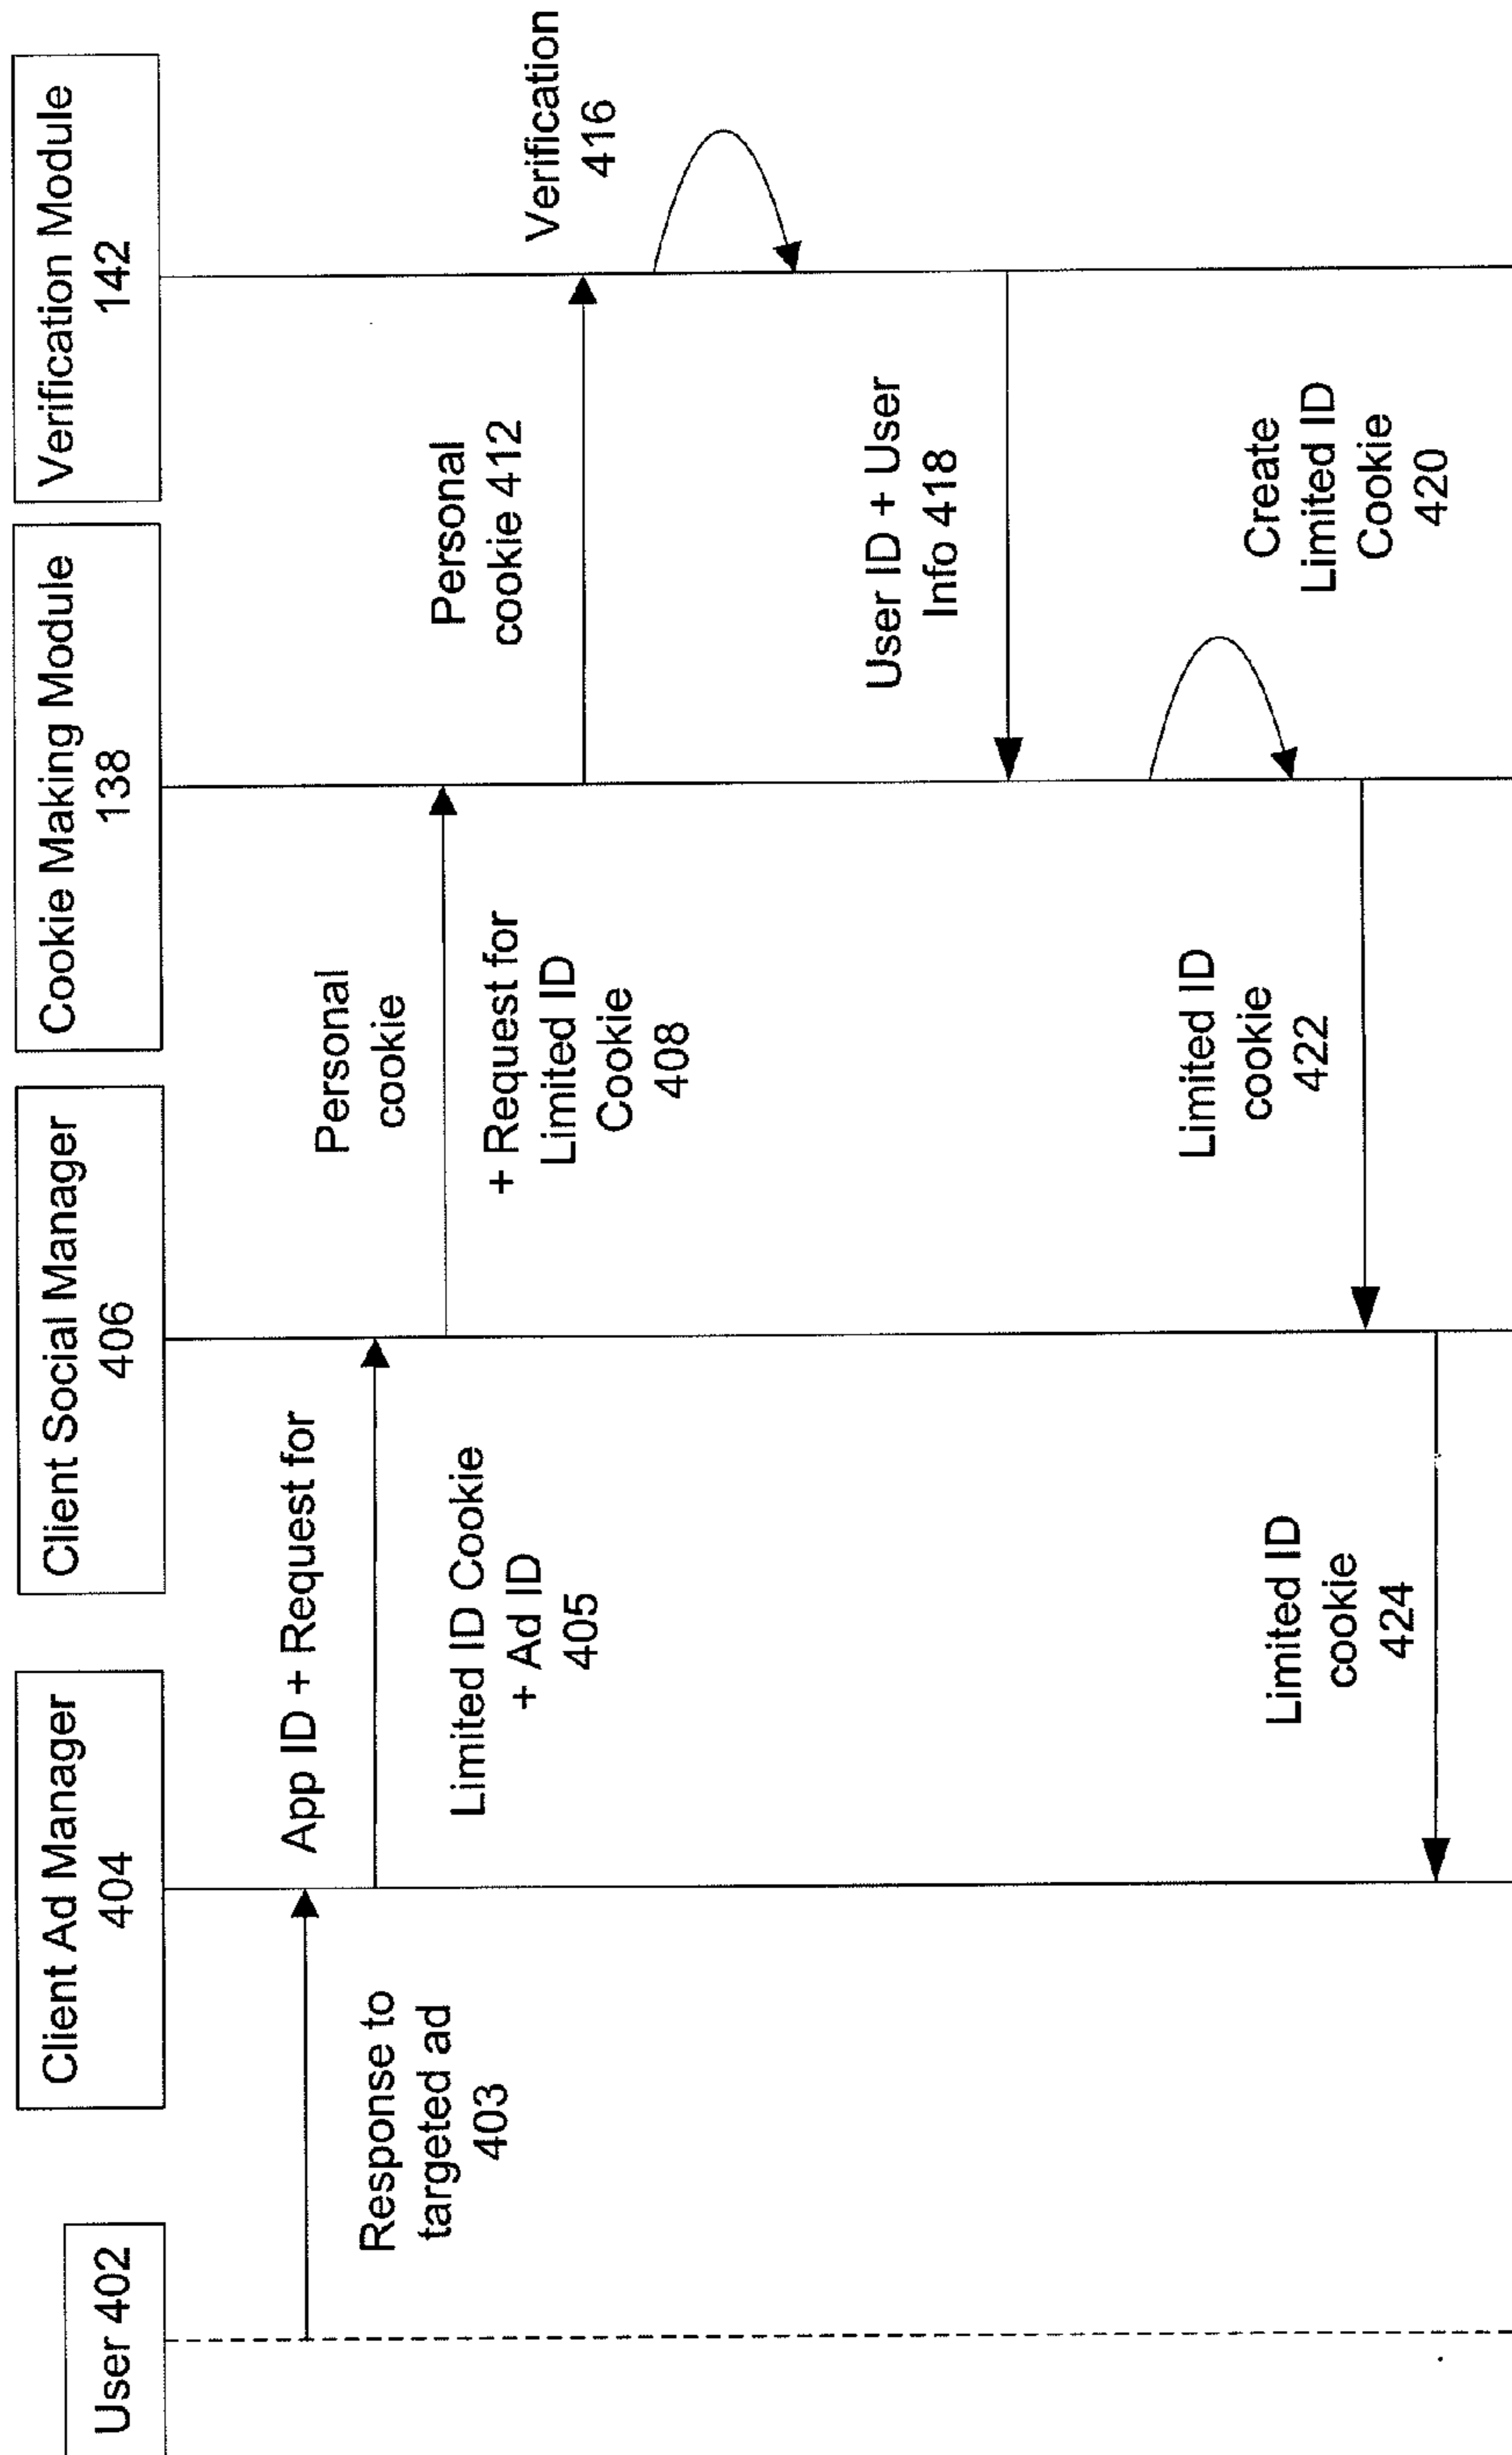 User 402
Client Ad Manager
404
Client Social Manager
406
Cookie Making Module
138
Verification Module
142
Response to
targeted ad
403
App ID + Request for
Limited ID Cookie
+ Ad ID
405
Personal
cookie
+ Request for
Limited ID
Cookie
408
Personal
cookie 412
Verification
416
User ID + User
Info 418
Create
Limited ID
Cookie
420
Limited ID
cookie
422
Limited ID
cookie
424